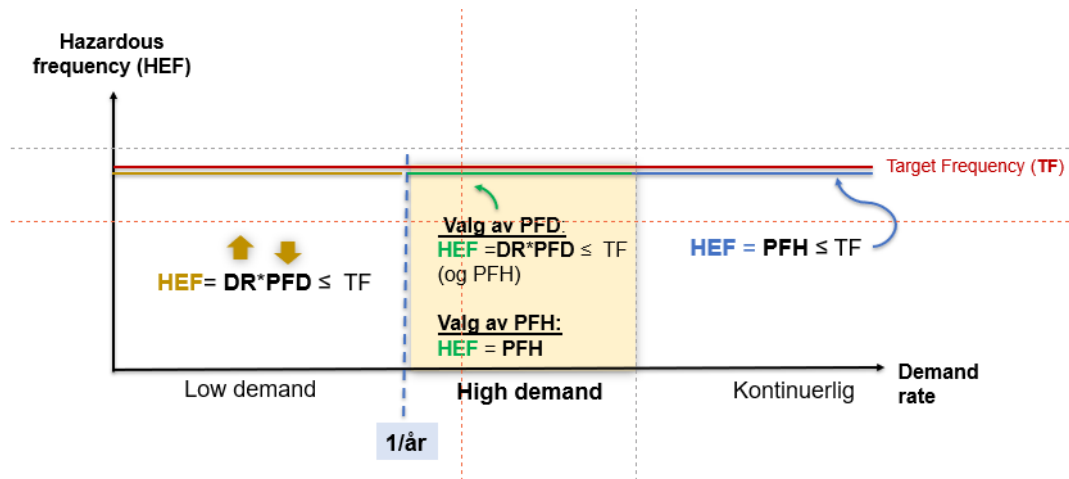 Hazardous
frequency (HEF)
Target Frequency (TF)
HEF= DR*PFD ≤ TF
Valg av PFD:
HEF =DR*PFD ≤ TF
(og PFH)
Valg av PFH:
HEF = PFH
HEF = PFH ≤ TF
Low demand
High demand
Kontinuerlig
Demand
rate
1/år